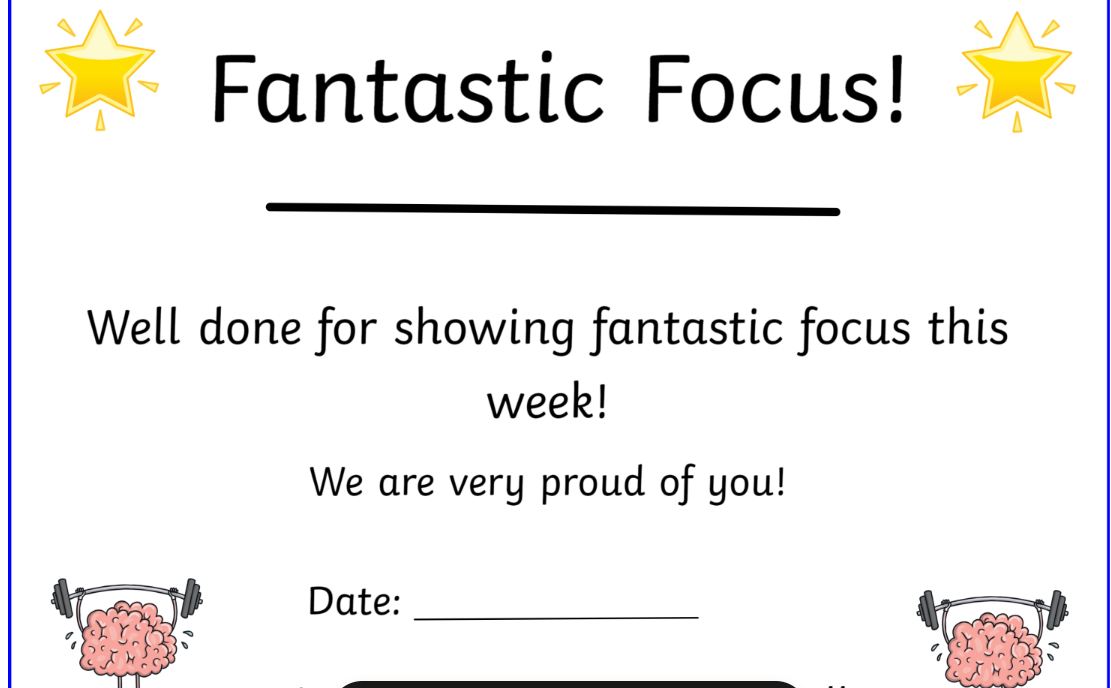 Fantastic Focus!
Well done for showing fantastic focus this
week!
We are very proud of you!
Date: